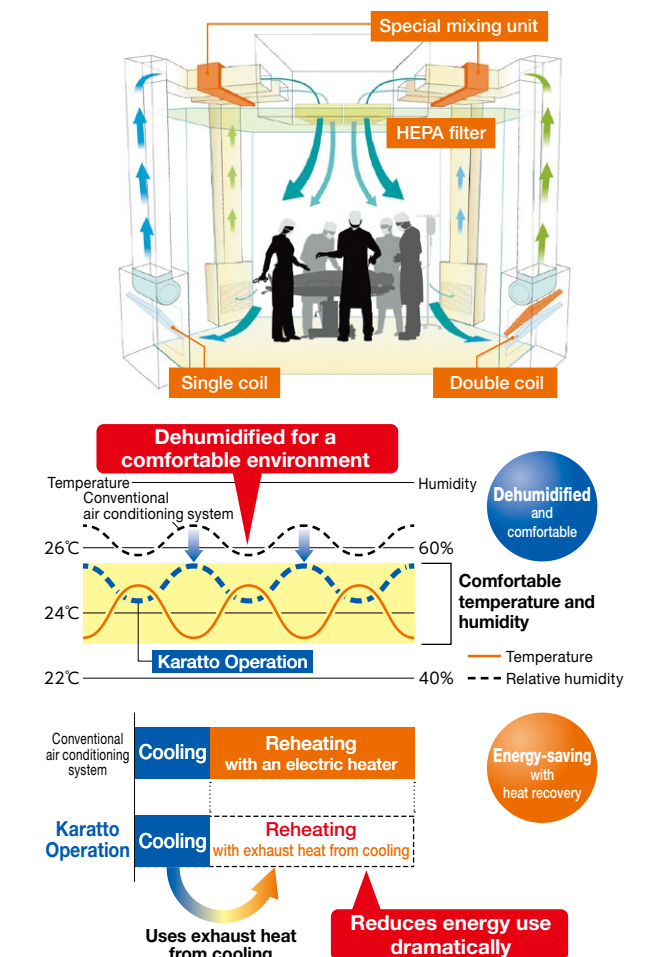 Special mixing unit
HEPA filter
Single coil
Double coil
Dehumidified for a
comfortable environment
Temperature
Humidity
Conventional
air conditioning system
26℃
60%
24℃
22℃
40%
Karatto Operation
Comfortable
temperature and
humidity
Temperature
Relative humidity
Dehumidified
and
comfortable
Conventional
air conditioning
system
Cooling
Reheating
with an electric heater
Energy-saving
with
heat recovery
Karatto
Operation
Cooling
Reheating
with exhaust heat from cooling
Uses exhaust heat
from cooling
Reduces energy use
dramatically